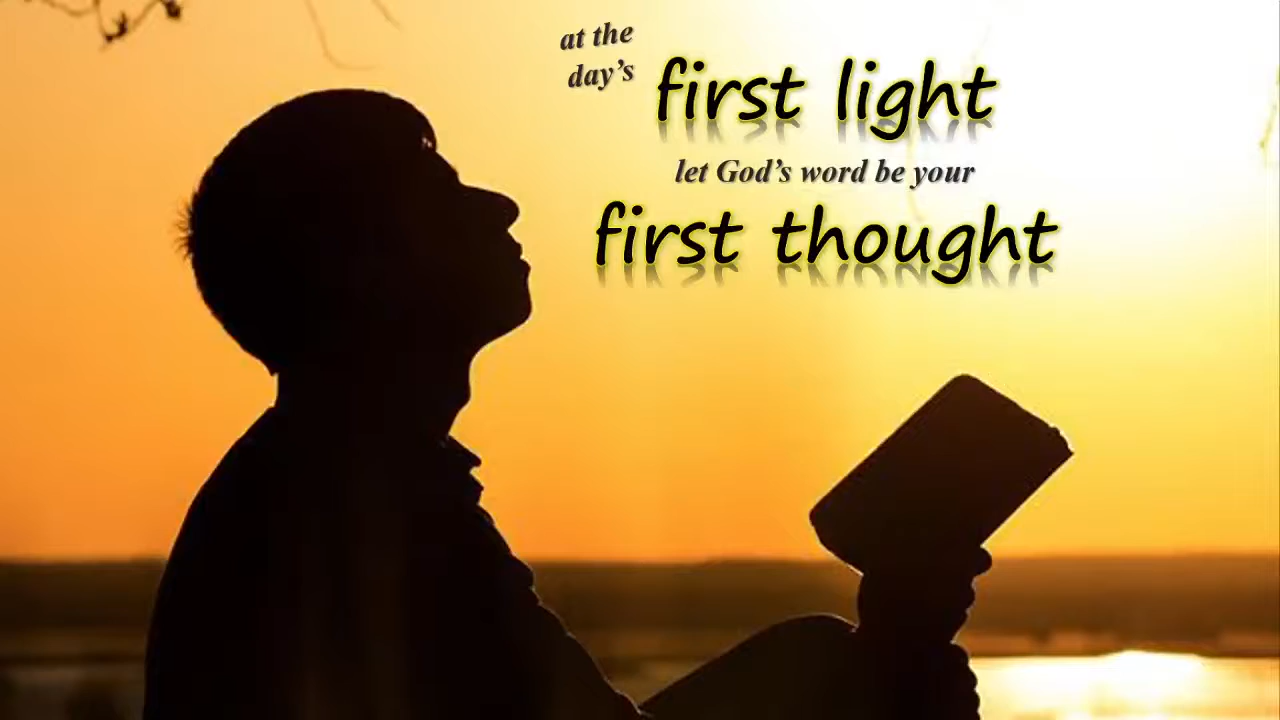 at the
day’s
first light
let God’s word be your
first thought